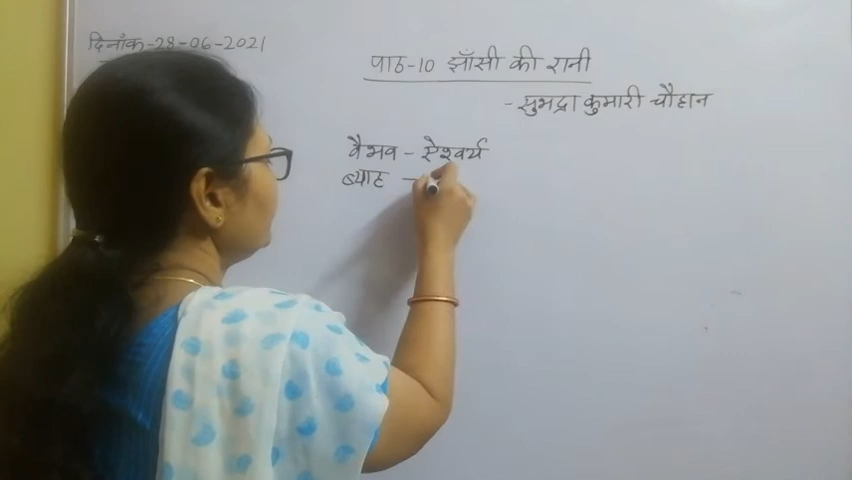 दिनाँक-28-06-2021
पाठ-10 झाँसी की रानी
-सुभद्रा कुमारी चौहान
वैभव - ऐश्वर्य
ब्याह -